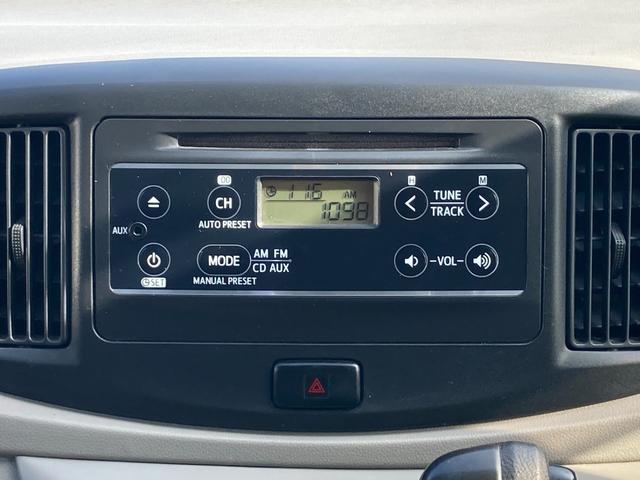 CH
AUTO PRESET
AUX
SET
MODE
AM FM
CD AUX
MANUAL PRESET
1:16 AM
1098
H
M
TUNE
TRACK
-VOL-